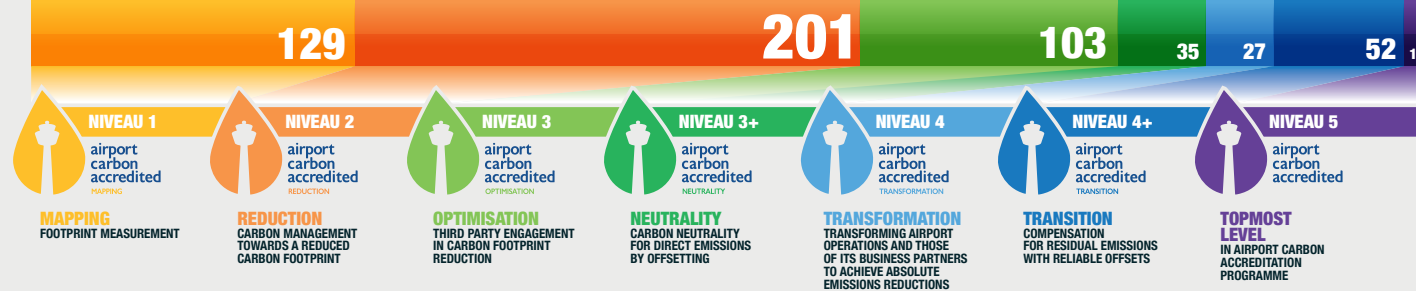 129
201
103
35
27
52
NIVEAU 1
airport
carbon
accredited
MAPPING
MAPPING
FOOTPRINT MEASUREMENT
NIVEAU 2
airport
carbon
accredited
REDUCTION
REDUCTION
CARBON MANAGEMENT
TOWARDS A REDUCED
CARBON FOOTPRINT
NIVEAU 3
airport
carbon
accredited
OPTIMISATION
OPTIMISATION
THIRD PARTY ENGAGEMENT
IN CARBON FOOTPRINT
REDUCTION
NIVEAU 3+
airport
carbon
accredited
NEUTRALITY
NEUTRALITY
CARBON NEUTRALITY
FOR DIRECT EMISSIONS
BY OFFSETTING
NIVEAU 4
airport
carbon
accredited
TRANSFORMATION
TRANSFORMATION
TRANSFORMING AIRPORT
OPERATIONS AND THOSE
OF ITS BUSINESS PARTNERS
TO ACHIEVE ABSOLUTE
EMISSIONS REDUCTIONS
NIVEAU 4+
airport
carbon
accredited
TRANSITION
TRANSITION
COMPENSATION
FOR RESIDUAL EMISSIONS
WITH RELIABLE OFFSETS
NIVEAU 5
airport
carbon
accredited
TOPMOST
LEVEL
IN AIRPORT CARBON
ACCREDITATION
PROGRAMME